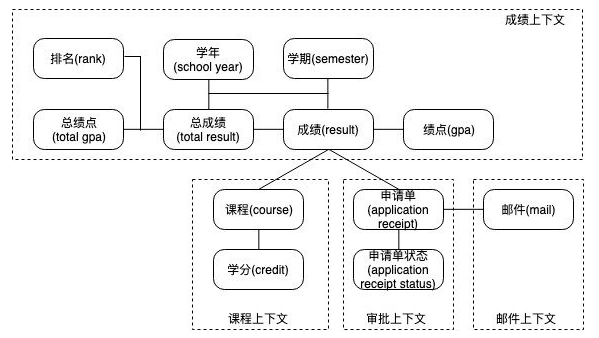 成绩上下文
排名(rank)
学年
(school year)
学期(semester)
总绩点
(total gpa)
总成绩
(total result)
成绩(result)
绩点(gpa)
课程(course)
申请单
(application
receipt)
邮件(mail)
学分(credit)
申请单状态
(application
receipt status)
课程上下文
审批上下文
邮件上下文